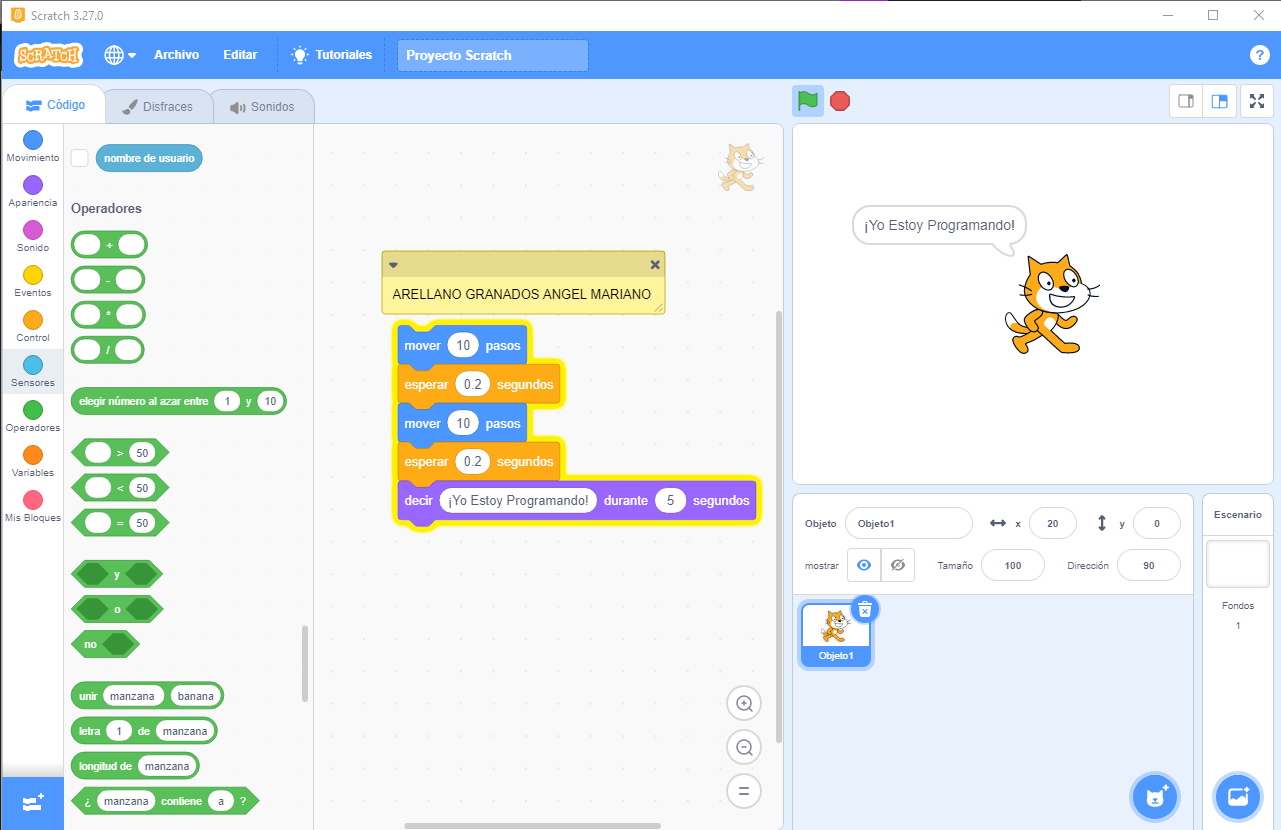 Scratch 3.27.0
SCRATCH
Archivo
Editar
Tutoriales
Proyecto Scratch
?
Código
Disfraces
Sonidos
Movimiento
Apariencia
Sonido
Eventos
Control
Sensores
Operadores
Variables
Mis Bloques
nombre de usuario
Operadores
+
-
*
/
elegir número al azar entre 1 y 10
> 50
< 50
= 50
y
o
no
unir manzana banana
letra 1 de manzana
longitud de manzana
¿ manzana contiene a ?
ARELLANO GRANADOS ANGEL MARIANO
mover 10 pasos
esperar 0.2 segundos
mover 10 pasos
esperar 0.2 segundos
decir ¡Yo Estoy Programando! durante 5 segundos
¡Yo Estoy Programando!
Objeto Objeto1 x 20 y 0
mostrar Tamaño 100 Dirección 90
Objeto1
Escenario
Fondos
1